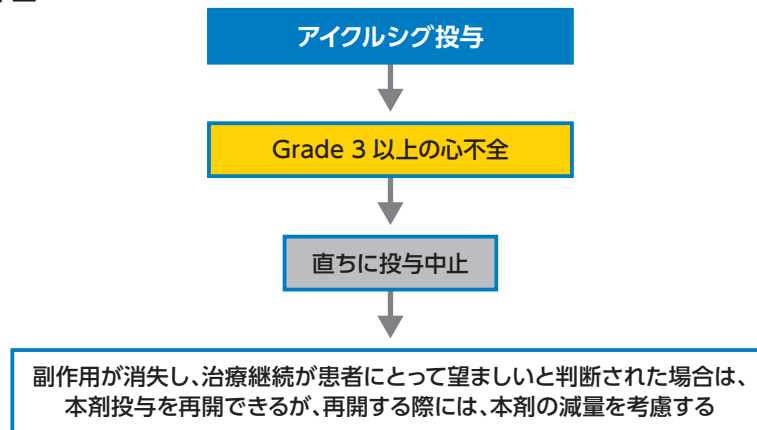 アイクルシグ投与
Grade 3 以上の心不全
直ちに投与中止
副作用が消失し、治療継続が患者にとって望ましいと判断された場合は、
本剤投与を再開できるが、再開する際には、本剤の減量を考慮する